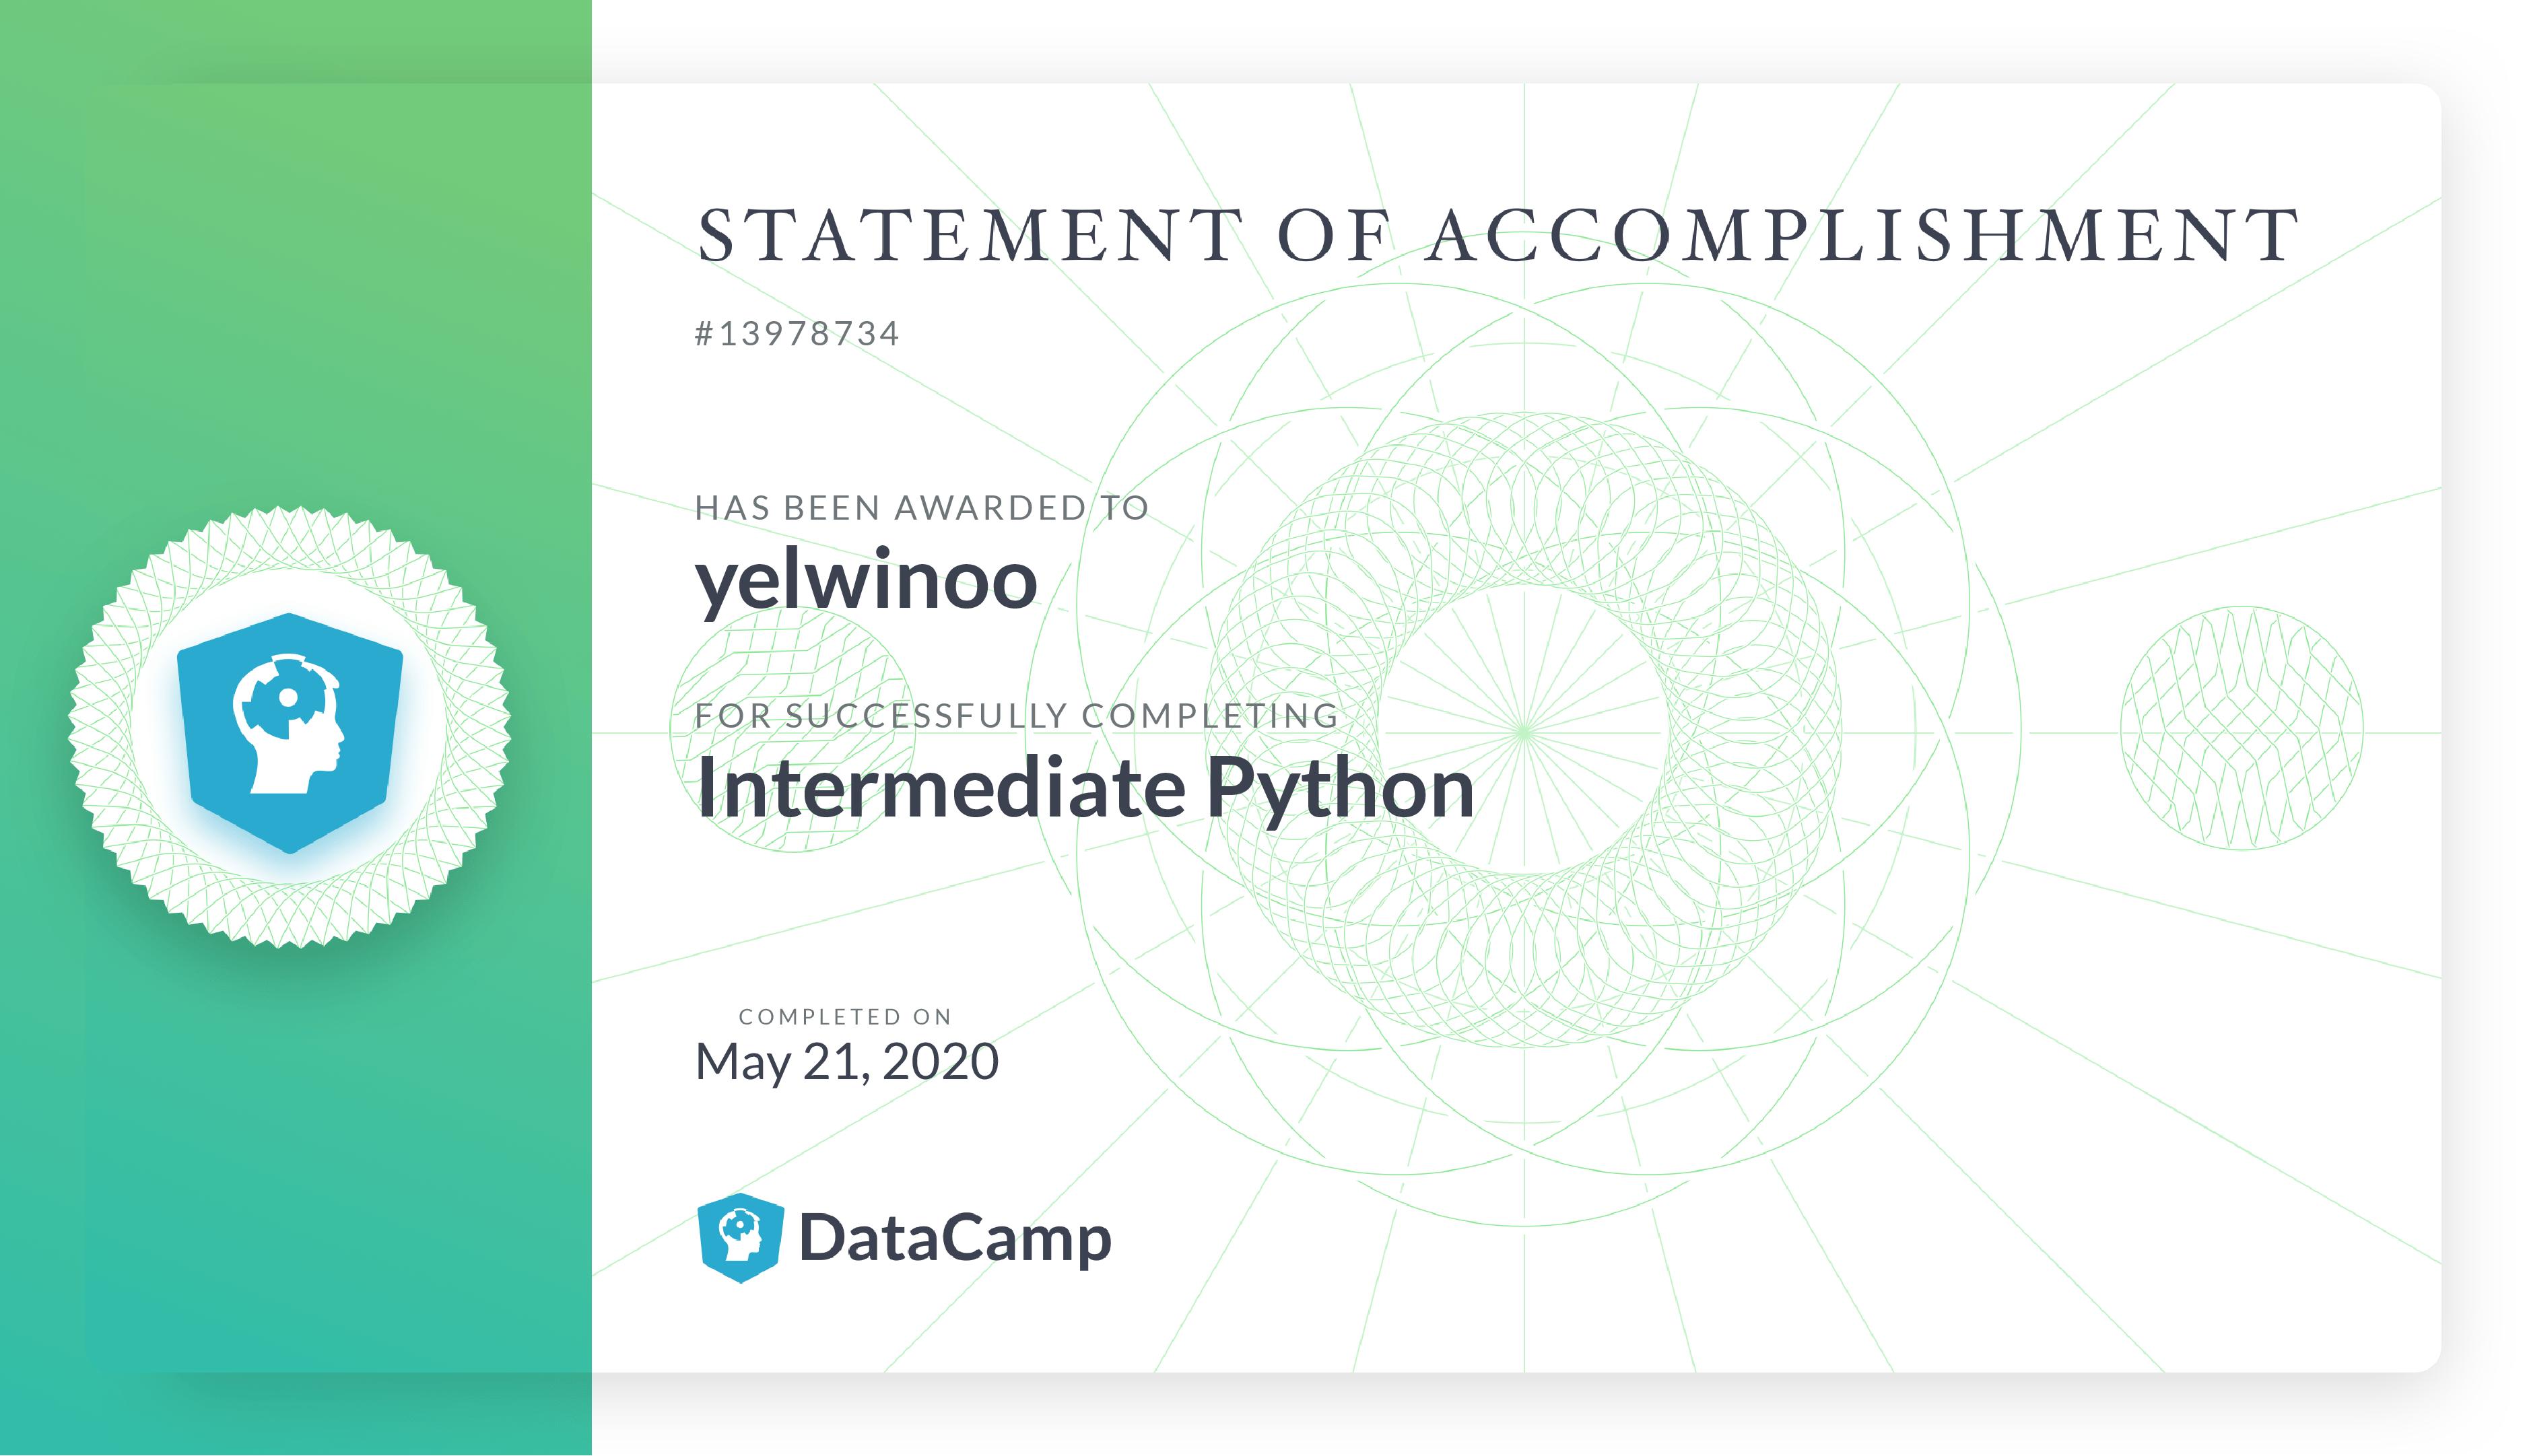 STATEMENT OF ACCOMPLISHMENT
#13978734
HAS BEEN AWARDED TO
yelwinoo
FOR SUCCESSFULLY COMPLETING
Intermediate Python
COMPLETED ON
May 21, 2020
DataCamp